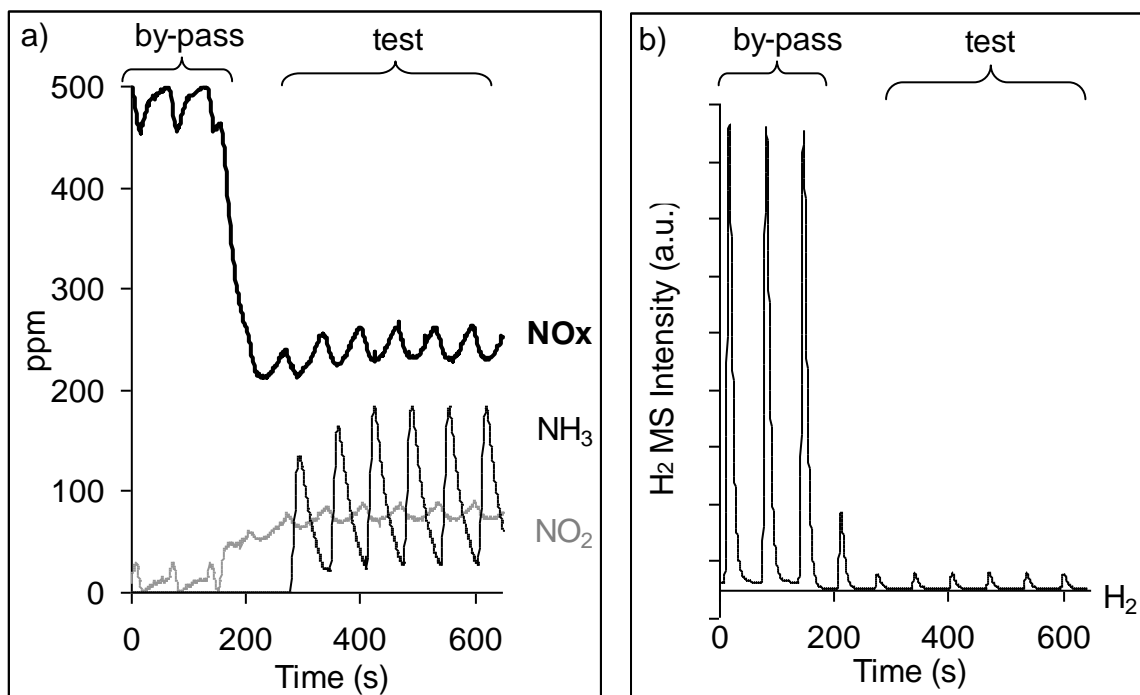 a)
by-pass
test
500
400
300
200
100
0
ppm
NOx
NH3
NO2
0
200
400
600
Time (s)
b)
by-pass
test
H2 MS Intensity (a.u.)
H2
0
200
400
600
Time (s)